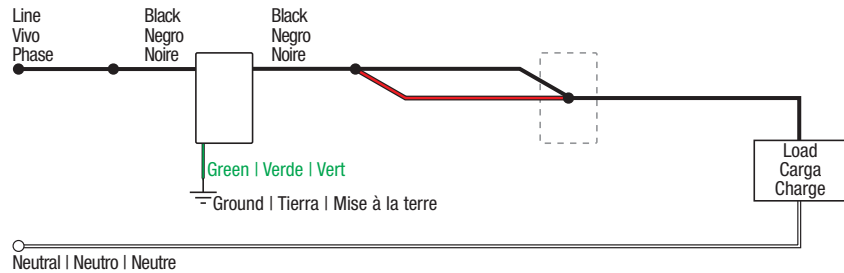 Line
Vivo
Phase
Black
Negro
Noire
Black
Negro
Noire
Green | Verde | Vert
Ground | Tierra | Mise à la terre
Load
Carga
Charge
Neutral | Neutro | Neutre